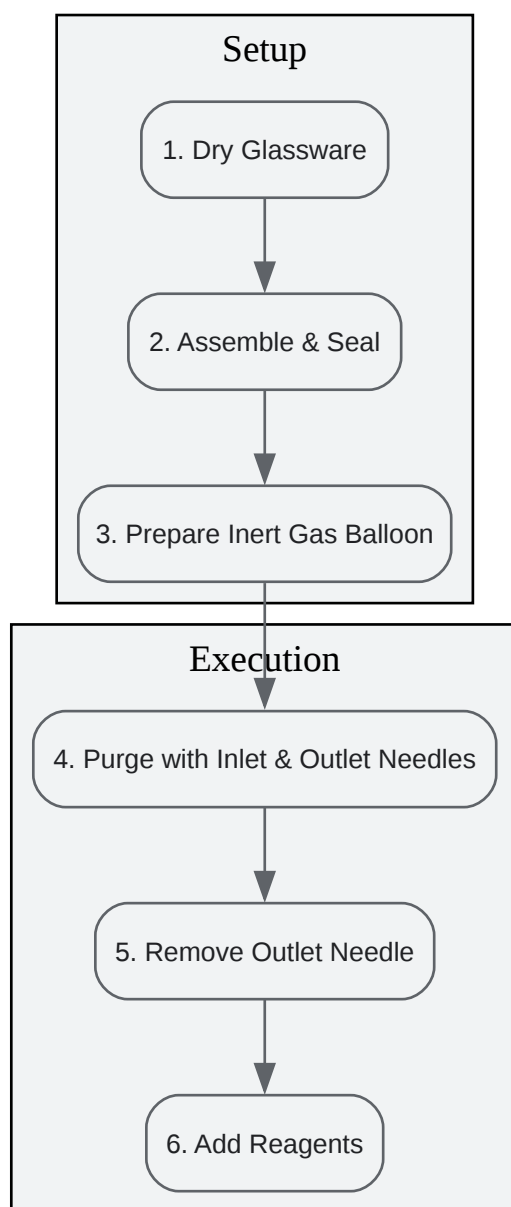 Setup
1. Dry Glassware
2. Assemble & Seal
3. Prepare Inert Gas Balloon
Execution
4. Purge with Inlet & Outlet Needles
5. Remove Outlet Needle
6. Add Reagents